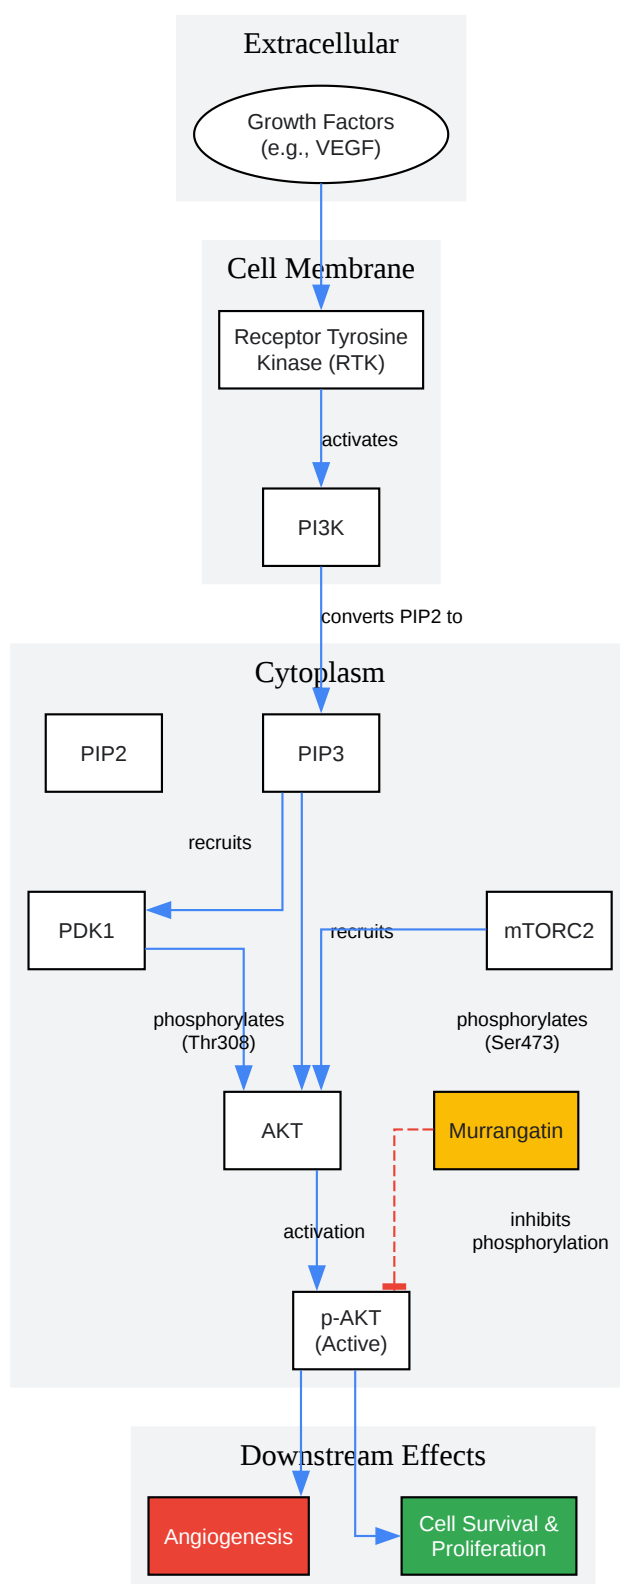 Extracellular
Growth Factors
(e.g., VEGF)
Cell Membrane
Receptor Tyrosine
Kinase (RTK)
activates
PI3K
converts PIP2 to
Cytoplasm
PIP2
PIP3
recruits
PDK1
recruits
mTORC2
phosphorylates
(Thr308)
phosphorylates
(Ser473)
AKT
Murrangatin
activation
inhibits
phosphorylation
p-AKT
(Active)
Downstream Effects
Angiogenesis
Cell Survival &
Proliferation